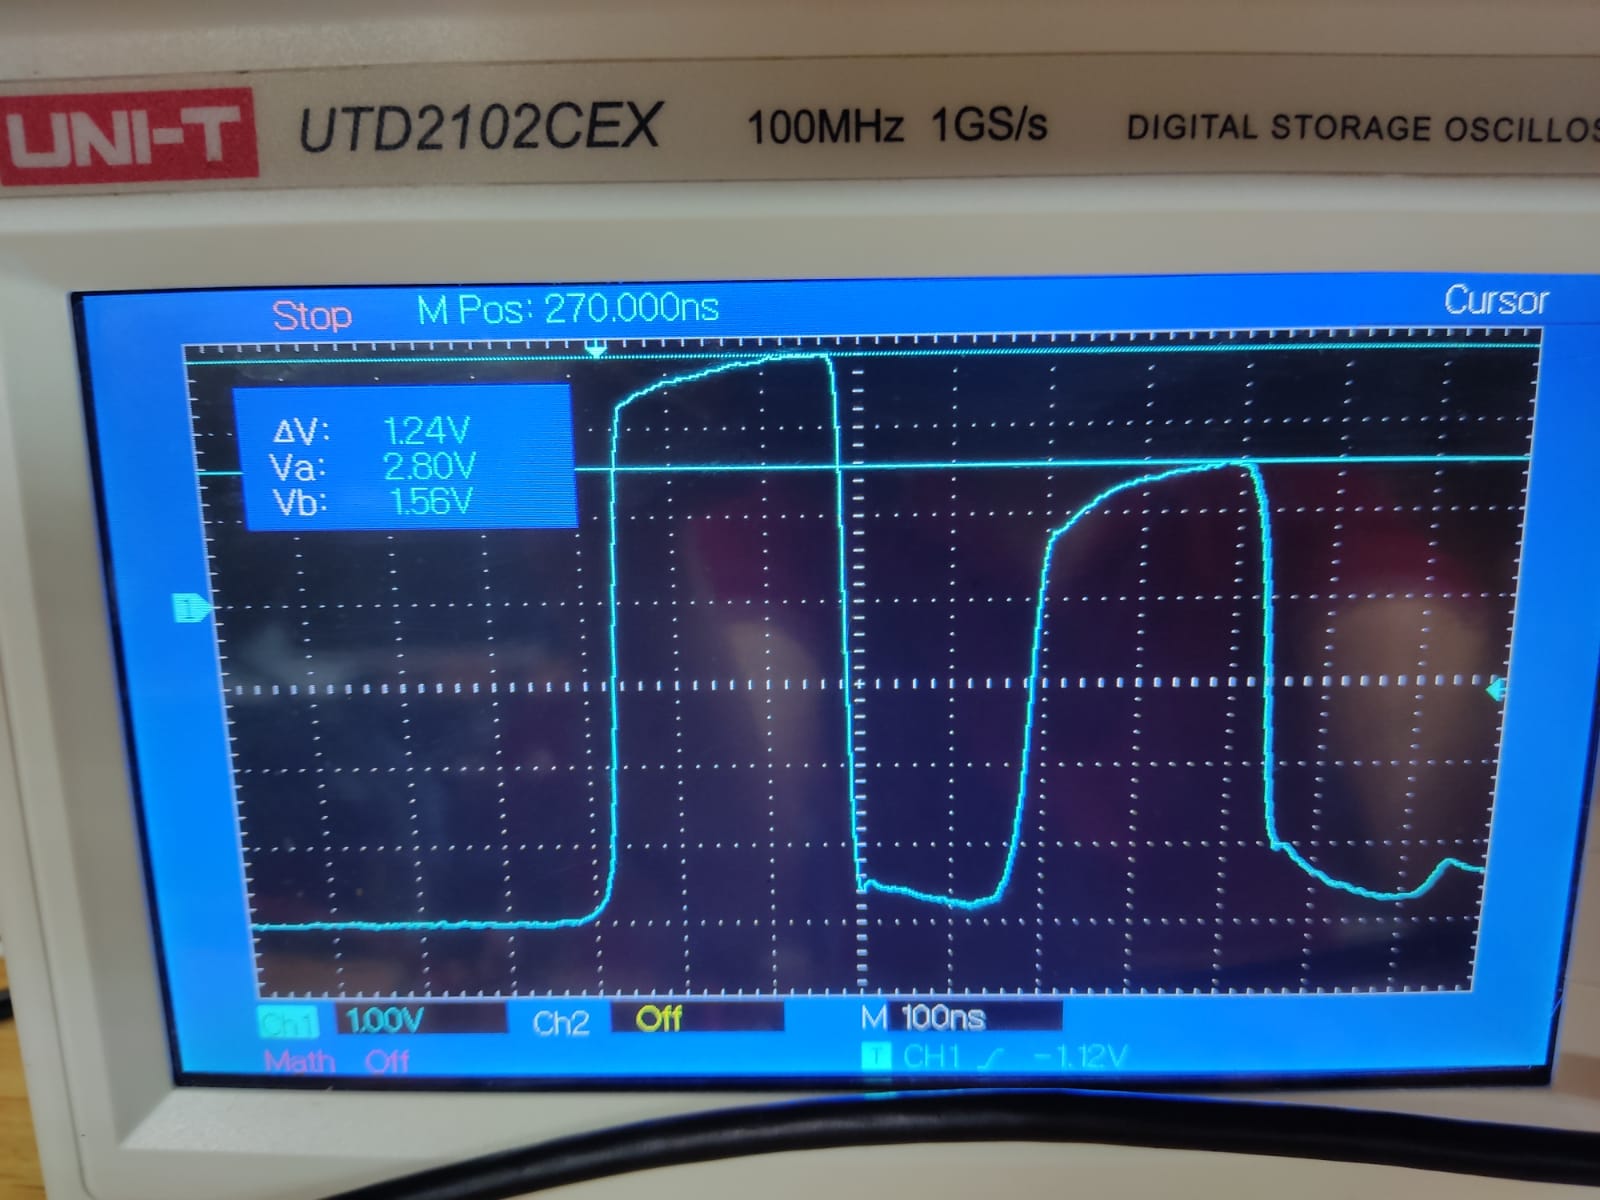 UNI-T UTD2102CEX 100MHz 1GS/s DIGITAL STORAGE
Stop M Pos: 270.000ns Cursor
ΔV: 1.24V
Va: 2.80V
Vb: 1.56V
1
Ch1 1.00V Ch2 Off M 100ns
Math Off T CH1 -1.12V